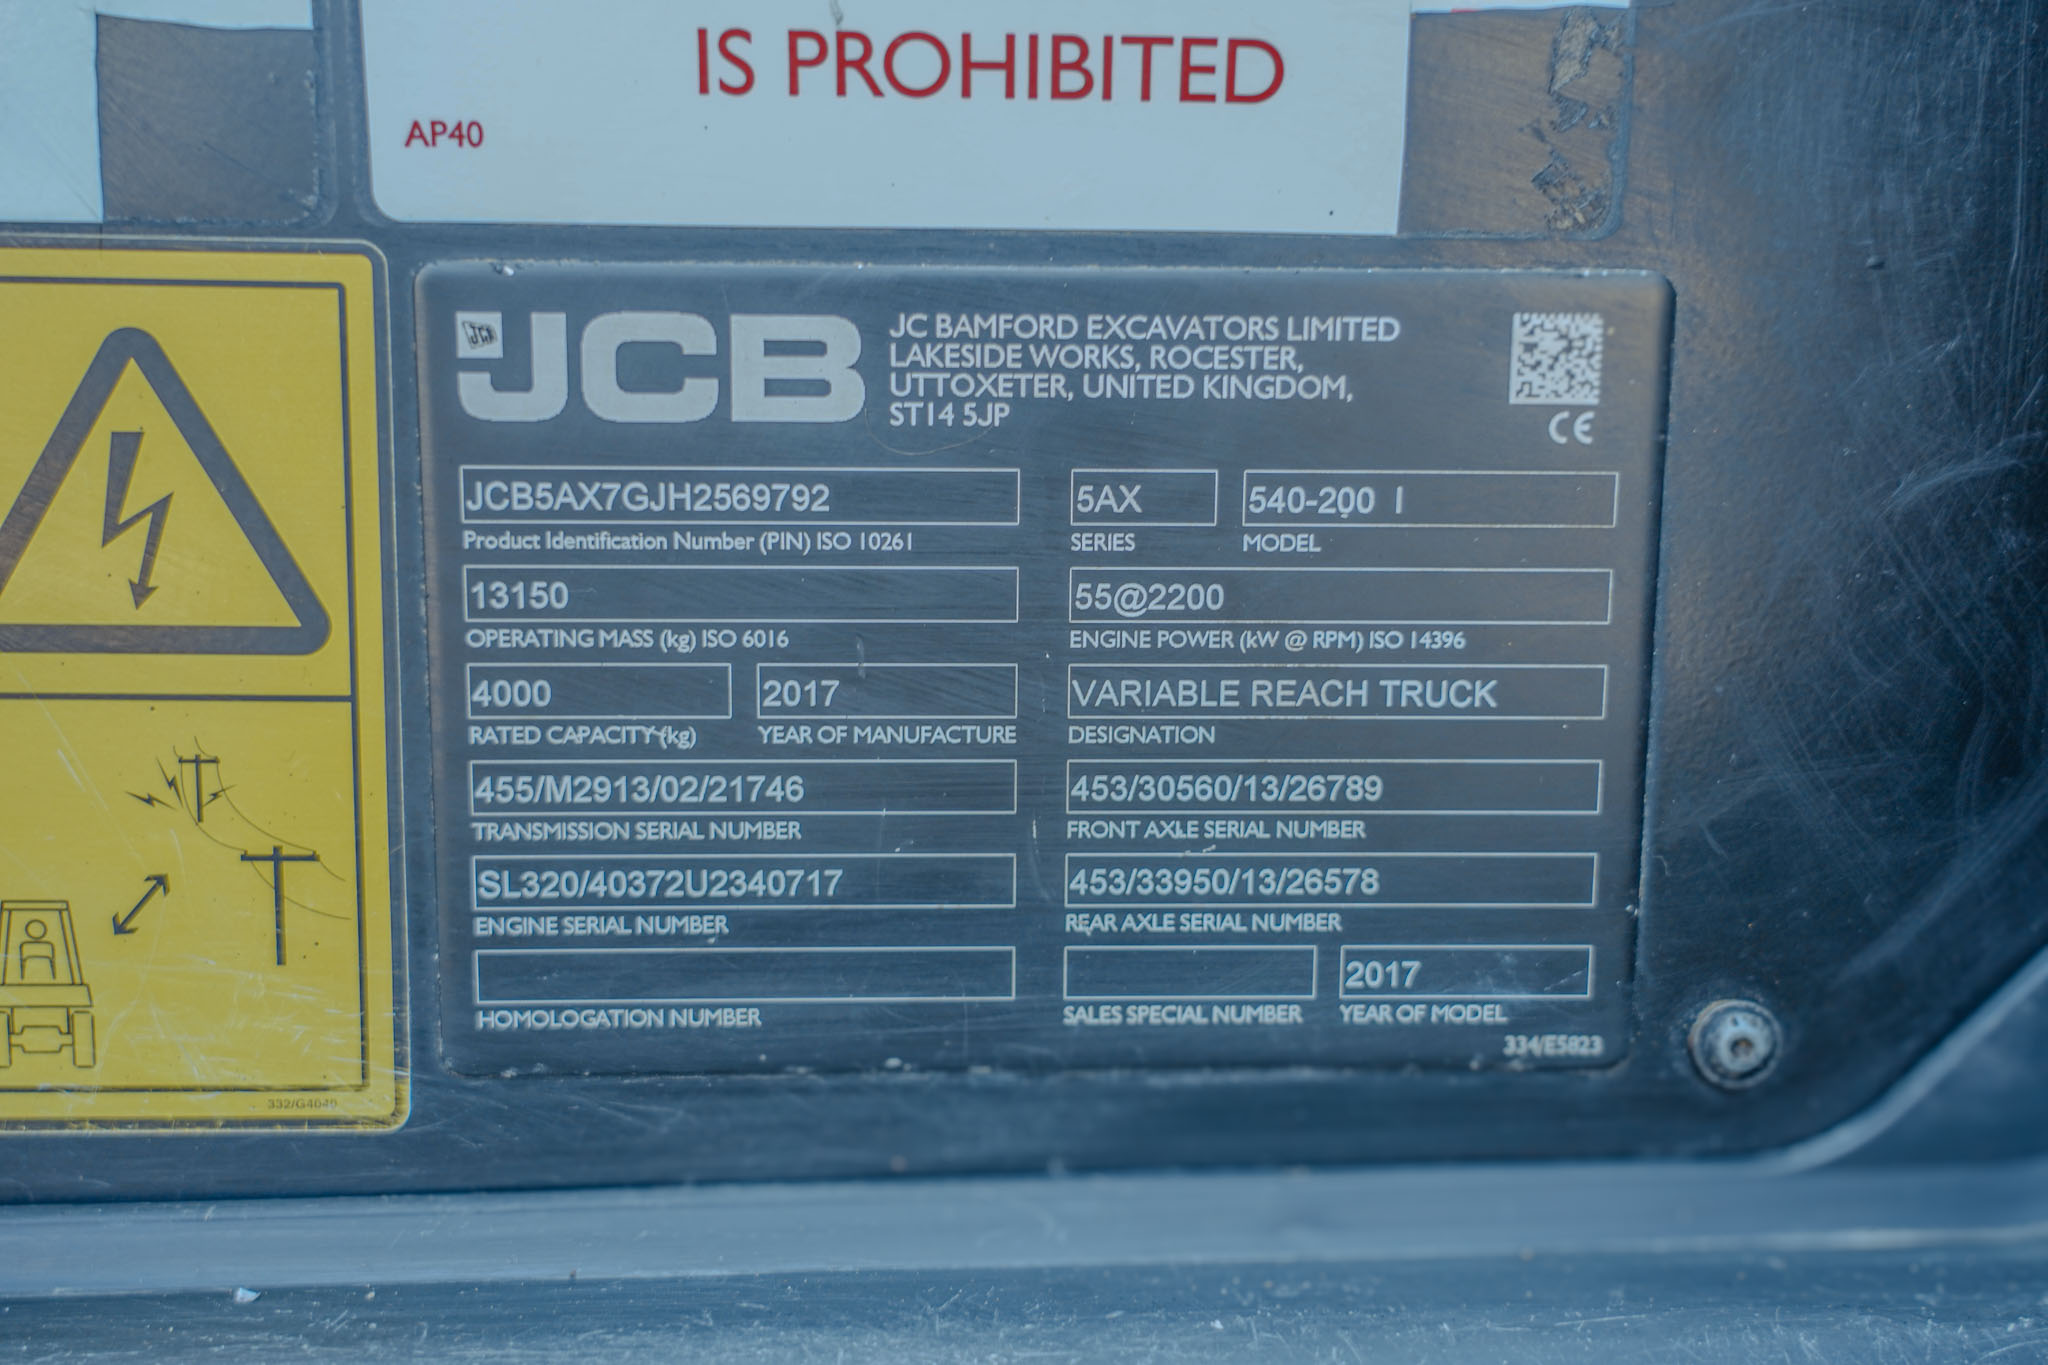 IS PROHIBITED
AP40
JCB
JCB
JC BAMFORD EXCAVATORS LIMITED
LAKESIDE WORKS, ROCESTER,
UTTOXETER, UNITED KINGDOM,
ST14 5JP
CE
JCB5AX7GJH2569792
5AX
540-200 I
Product Identification Number (PIN) ISO 10261
SERIES
MODEL
13150
55@2200
OPERATING MASS (kg) ISO 6016
ENGINE POWER (kW @ RPM) ISO 14396
4000
2017
VARIABLE REACH TRUCK
RATED CAPACITY (kg)
YEAR OF MANUFACTURE
DESIGNATION
455/M2913/02/21746
453/30560/13/26789
TRANSMISSION SERIAL NUMBER
FRONT AXLE SERIAL NUMBER
SL320/40372U2340717
453/33950/13/26578
ENGINE SERIAL NUMBER
REAR AXLE SERIAL NUMBER
2017
HOMOLOGATION NUMBER
SALES SPECIAL NUMBER
YEAR OF MODEL
334/E5823
332/G4040